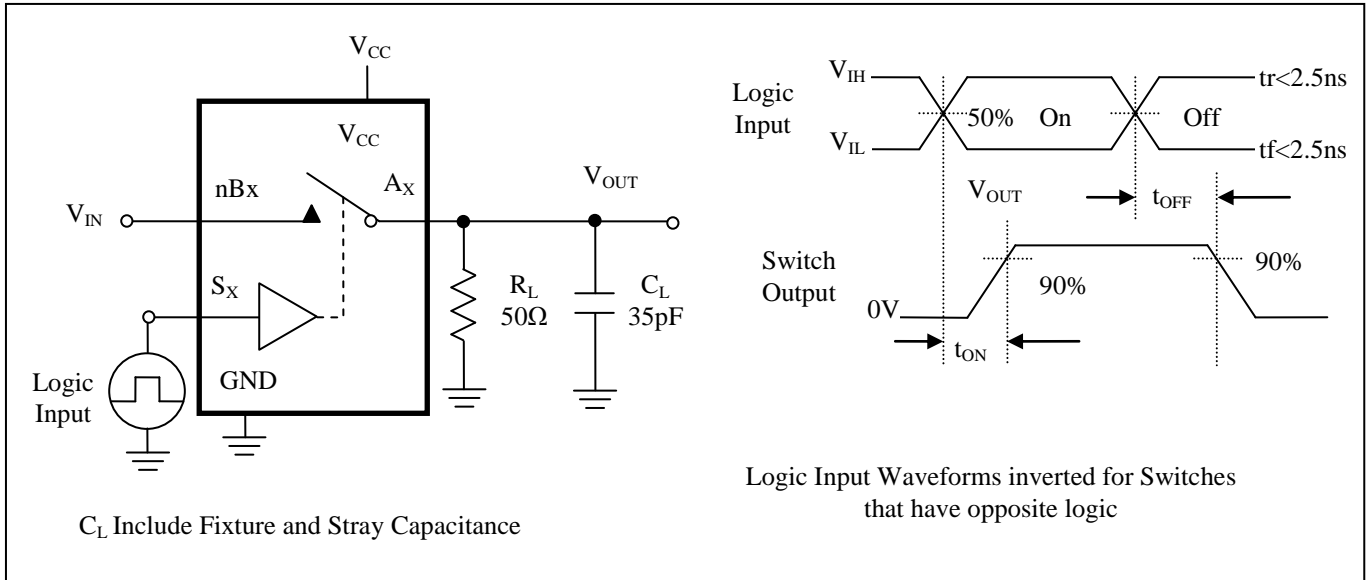 V_CC
V_CC
nBx
A_X
V_OUT
V_IN
S_X
R_L
50Ω
C_L
35pF
Logic
Input
GND
C_L Include Fixture and Stray Capacitance
Logic
Input
V_IH
V_IL
50%
On
Off
tr<2.5ns
tf<2.5ns
V_OUT
t_OFF
Switch
Output
90%
90%
0V
t_ON
Logic Input Waveforms inverted for Switches
that have opposite logic